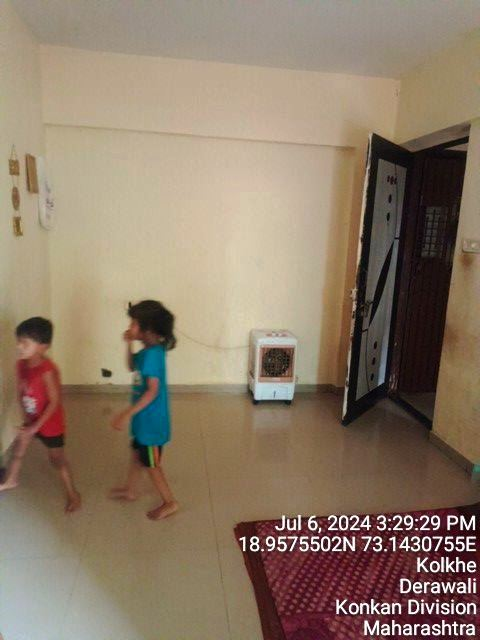 Jul 6, 2024 3:29:29 PM
18.9575502N 73.1430755E
Kolkhe
Derawali
Konkan Division
Maharashtra